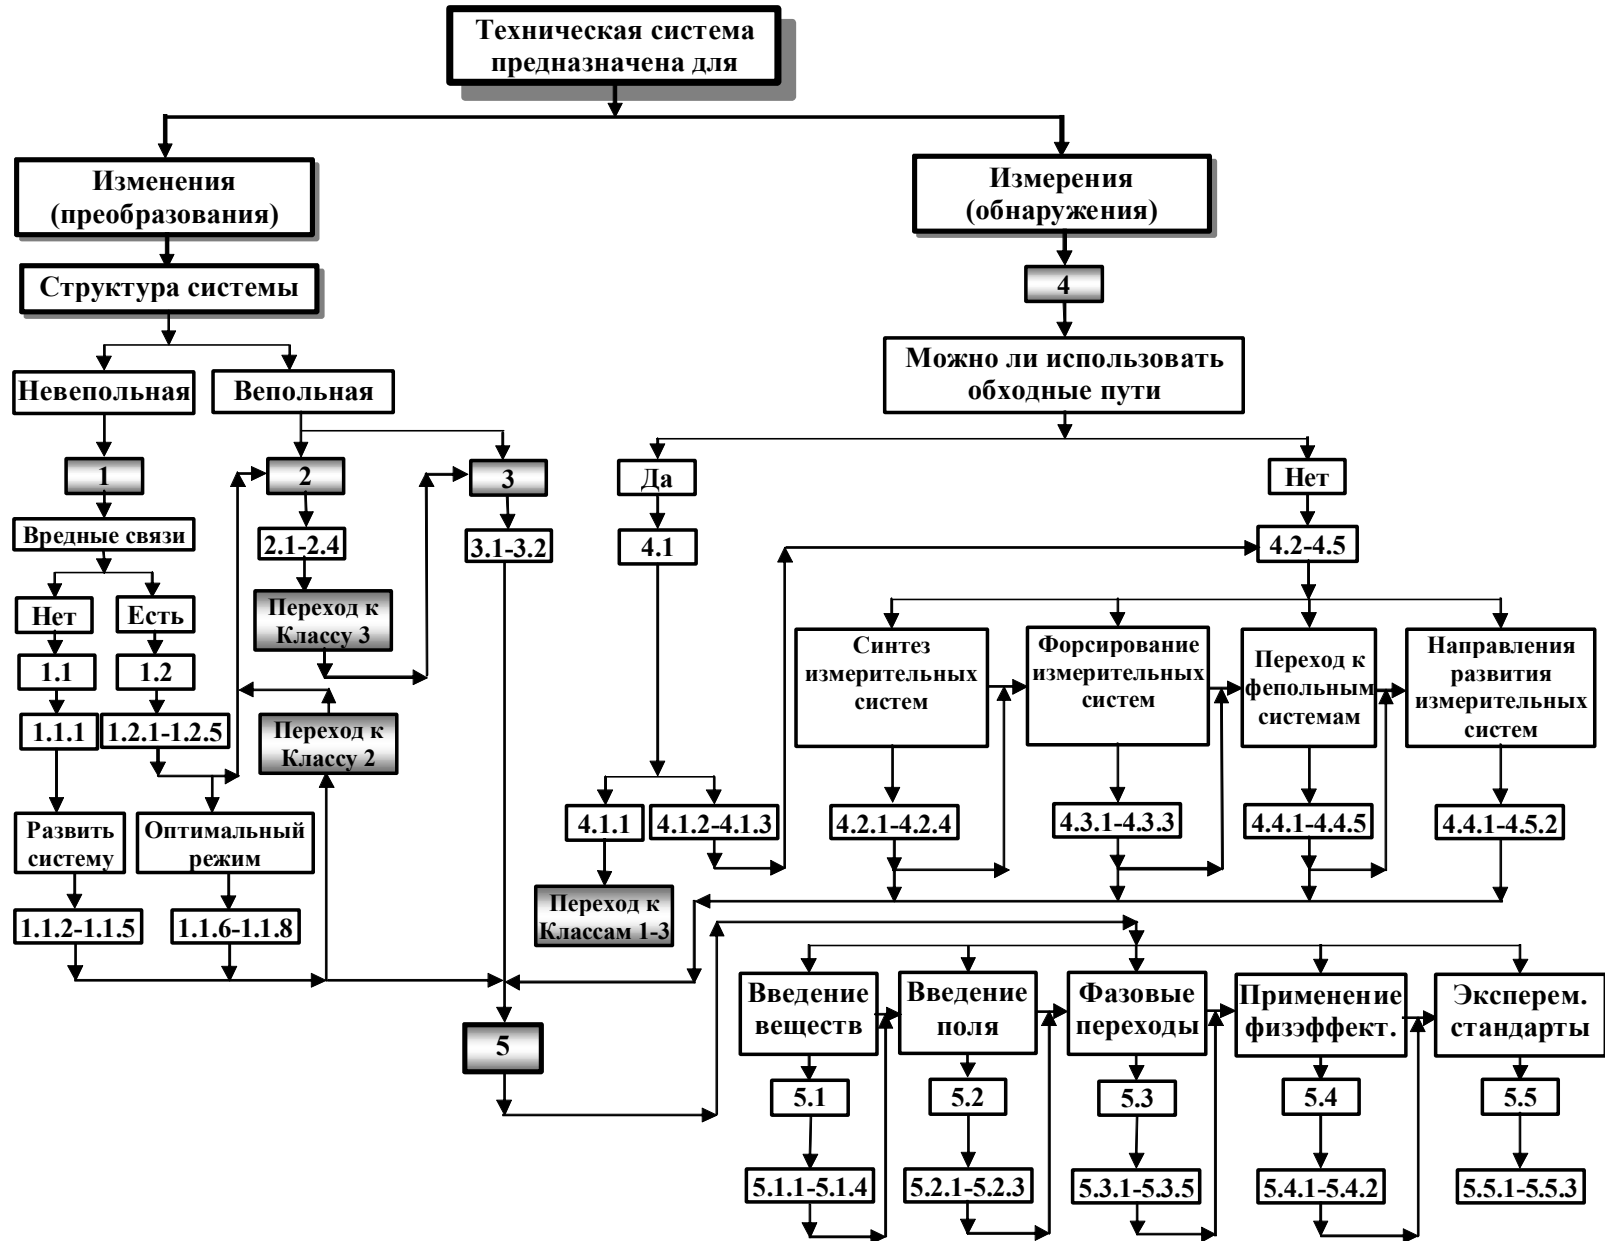 Техническая система
предназначена для
Изменения
(преобразования)
Измерения
(обнаружения)
Структура системы
4
Можно ли использовать
обходные пути
Невепольная
Вепольная
1
2
3
Да
Нет
Вредные связи
2.1-2.4
3.1-3.2
4.1
4.2-4.5
Нет
Есть
Переход к
Классу 3
1.1
1.2
Синтез
измерительных
систем
Форсирование
измерительных
систем
Переход к
фепольным
системам
Направления
развития
измерительных
систем
1.1.1
1.2.1-1.2.5
Переход к
Классу 2
4.1.1
4.1.2-4.1.3
4.2.1-4.2.4
4.3.1-4.3.3
4.4.1-4.4.5
4.4.1-4.5.2
Развить
систему
Оптимальный
режим
1.1.2-1.1.5
1.1.6-1.1.8
Переход к
Классам 1-3
5
Введение
веществ
Введение
поля
Фазовые
переходы
Применение
физэффект.
Эксперем.
стандарты
5.1
5.2
5.3
5.4
5.5
5.1.1-5.1.4
5.2.1-5.2.3
5.3.1-5.3.5
5.4.1-5.4.2
5.5.1-5.5.3